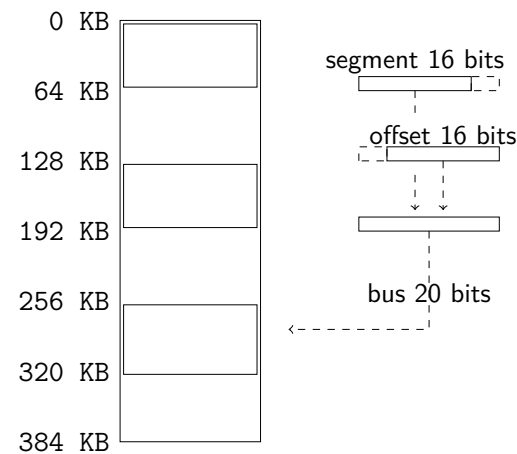 0 KB
64 KB
128 KB
192 KB
256 KB
320 KB
384 KB
segment 16 bits
offset 16 bits
bus 20 bits